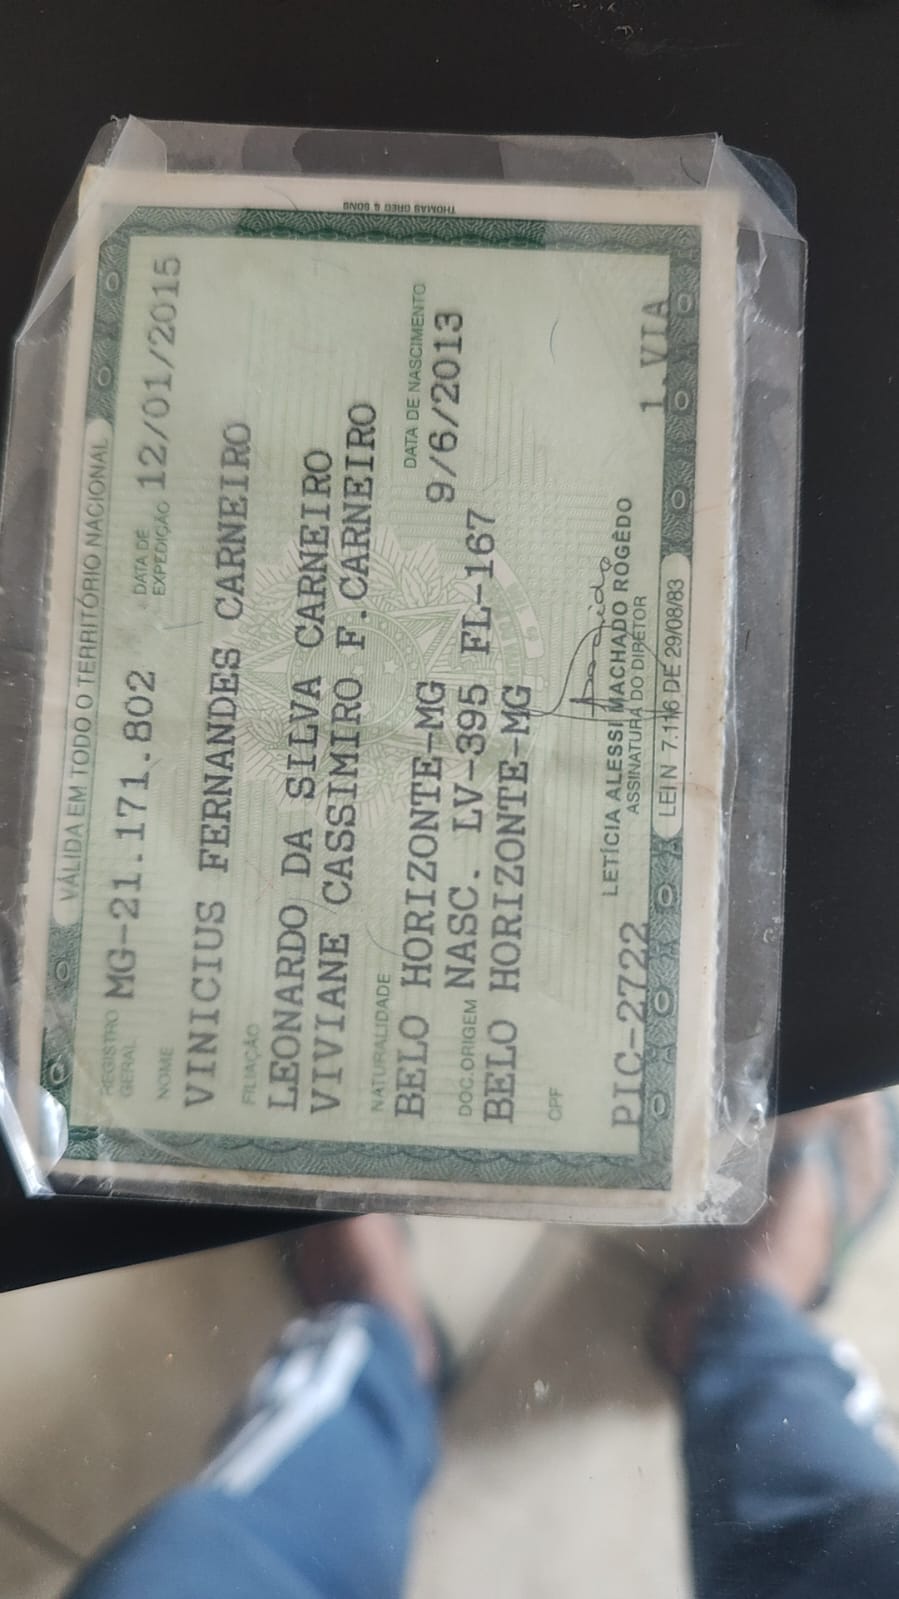 THOMAS GREG & SONS
VÁLIDA EM TODO O TERRITÓRIO NACIONAL
REGISTRO GERAL MG-21.171.802 DATA DE EXPEDIÇÃO 12/01/2015
NOME
VINICIUS FERNANDES CARNEIRO
FILIAÇÃO
LEONARDO DA SILVA CARNEIRO
VIVIANE CASSIMIRO F.CARNEIRO
NATURALIDADE DATA DE NASCIMENTO
BELO HORIZONTE-MG 9/6/2013
DOC.ORIGEM NASC. LV-395 FL-167
BELO HORIZONTE-MG
CPF
PIC-2722 1.VIA
LETÍCIA ALESSI MACHADO ROGÊDO
ASSINATURA DO DIRETOR
LEI N 7.116 DE 29/08/83